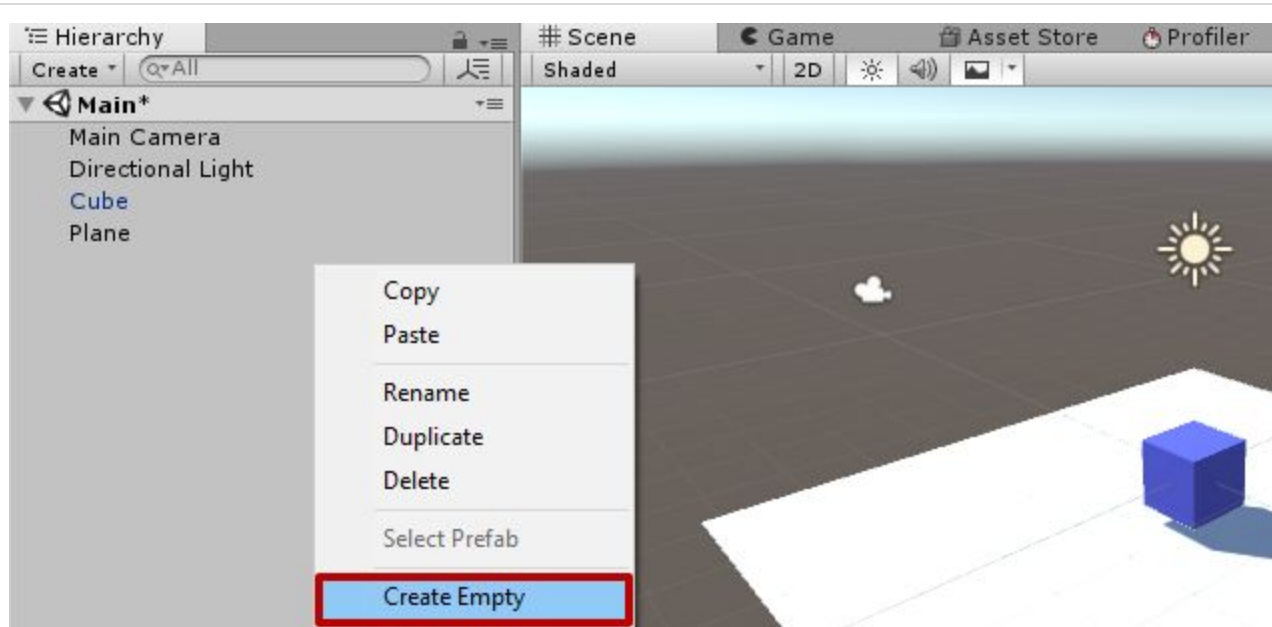 Hierarchy
Scene
Game
Asset Store
Profiler
Create
All
Shaded
2D
Main*
Main Camera
Directional Light
Cube
Plane
Copy
Paste
Rename
Duplicate
Delete
Select Prefab
Create Empty